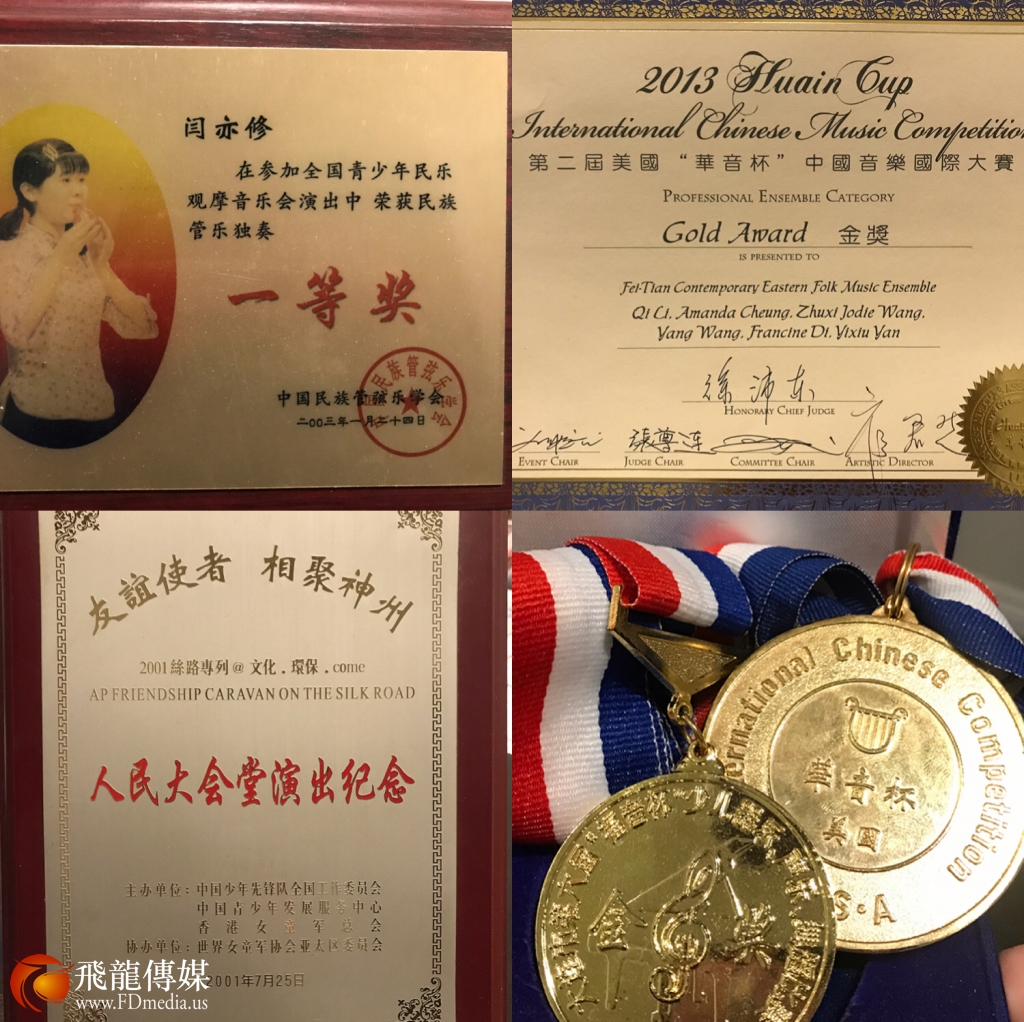 闫亦修
在参加全国青少年民乐
观摩音乐会演出中 荣获民族
管乐独奏
一等奖
中国民族管弦乐学会
二00三年一月二十四日
2013 Huain Cup
International Chinese Music Competition
第二屆美國“華音杯”中國音樂國際大賽
Professional Ensemble Category
Gold Award 金獎
is presented to
Fei-Tian Contemporary Eastern Folk Music Ensemble
Qi Li, Amanda Cheung, Zhuxi Jodie Wang,
Yang Wang, Francine Di, Yixiu Yan
徐沛东
Honorary Chief Judge
Event Chair Judge Chair Committee Chair Artistic Director
友誼使者 相聚神州
2001絲路專列@文化.環保.come
AP FRIENDSHIP CARAVAN ON THE SILK ROAD
人民大会堂演出纪念
主办单位：中国少年先锋队全国工作委员会
中国青少年发展服务中心
香港女童军总会
协办单位：世界女童军协会亚太区委员会
2001年7月25日
飛龍傳媒
www.FDmedia.us
rnational Chinese Competition
華音杯
美國
U.S.A
金奖